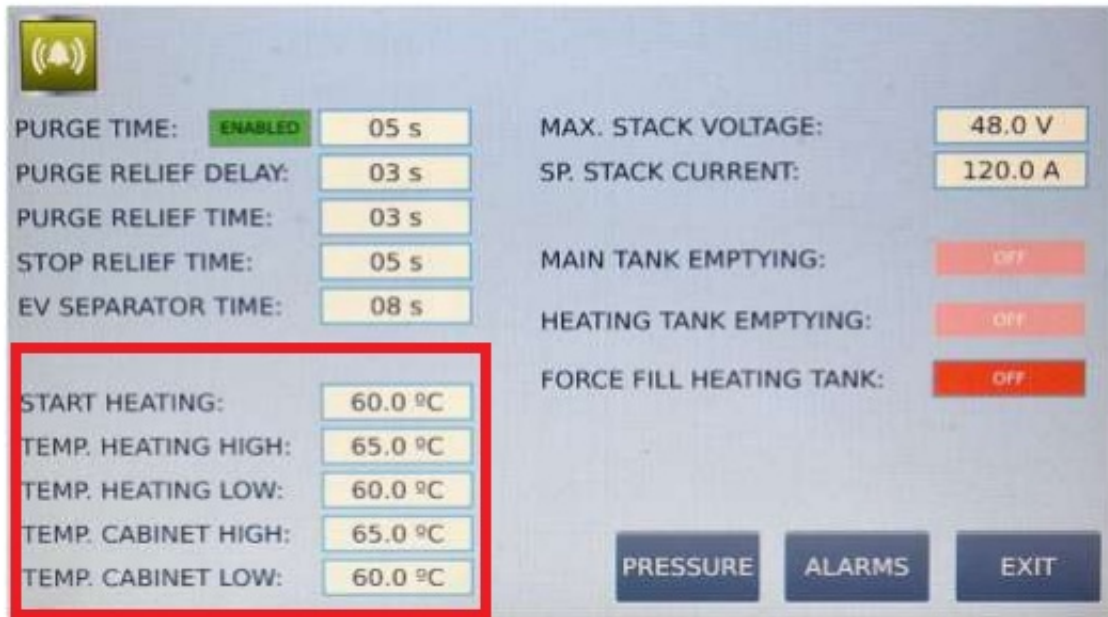 PURGE TIME: ENABLED 05 s
PURGE RELIEF DELAY: 03 s
PURGE RELIEF TIME: 03 s
STOP RELIEF TIME: 05 s
EV SEPARATOR TIME: 08 s
START HEATING: 60.0 ºC
TEMP. HEATING HIGH: 65.0 ºC
TEMP. HEATING LOW: 60.0 ºC
TEMP. CABINET HIGH: 65.0 ºC
TEMP. CABINET LOW: 60.0 ºC
MAX. STACK VOLTAGE: 48.0 V
SP. STACK CURRENT: 120.0 A
MAIN TANK EMPTYING: OFF
HEATING TANK EMPTYING: OFF
FORCE FILL HEATING TANK: OFF
PRESSURE ALARMS EXIT